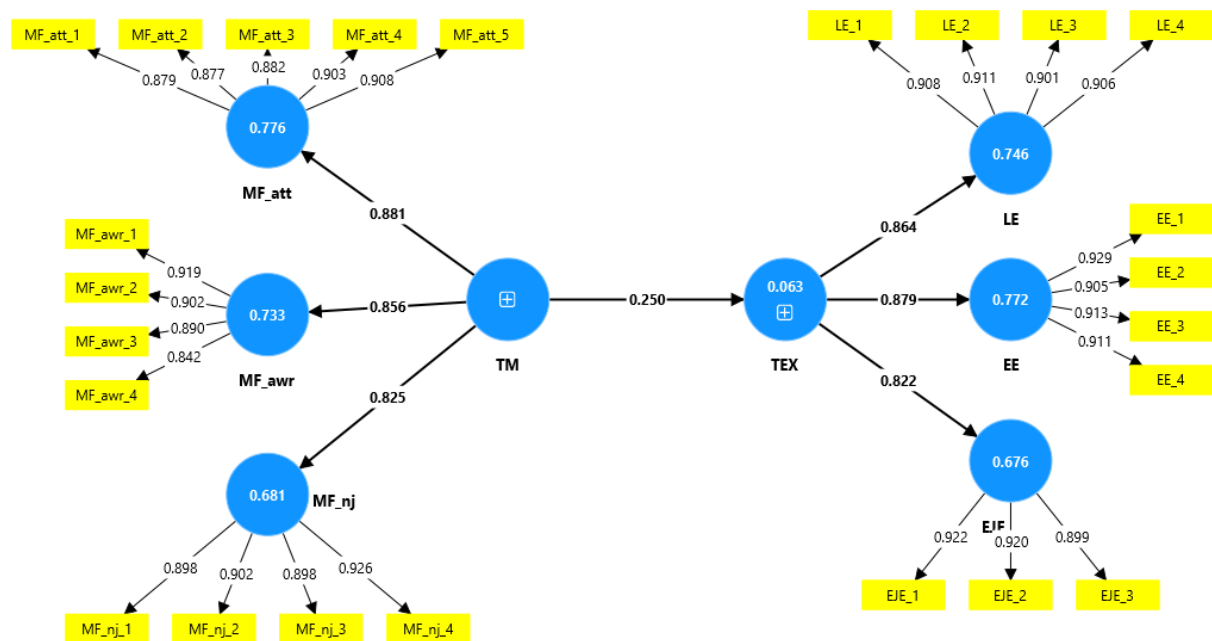 MF_att_1
MF_att_2
MF_att_3
MF_att_4
MF_att_5
0.879
0.877
0.882
0.903
0.908
0.776
MF_att
0.881
MF_awr_1
MF_awr_2
MF_awr_3
MF_awr_4
0.919
0.902
0.890
0.842
0.733
MF_awr
0.856
0.825
0.681
MF_nj
0.898
0.902
0.898
0.926
MF_nj_1
MF_nj_2
MF_nj_3
MF_nj_4
TM
0.250
0.063
TEX
LE_1
LE_2
LE_3
LE_4
0.908
0.911
0.901
0.906
0.746
LE
0.864
0.879
0.772
EE
0.929
0.905
0.913
0.911
EE_1
EE_2
EE_3
EE_4
0.822
0.676
EJE
0.922
0.920
0.899
EJE_1
EJE_2
EJE_3